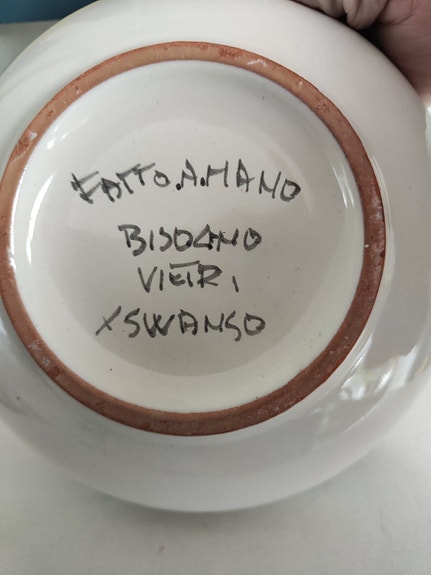 FATTO.A.MANO
BISOGNO
VIETRI
XSWANSO